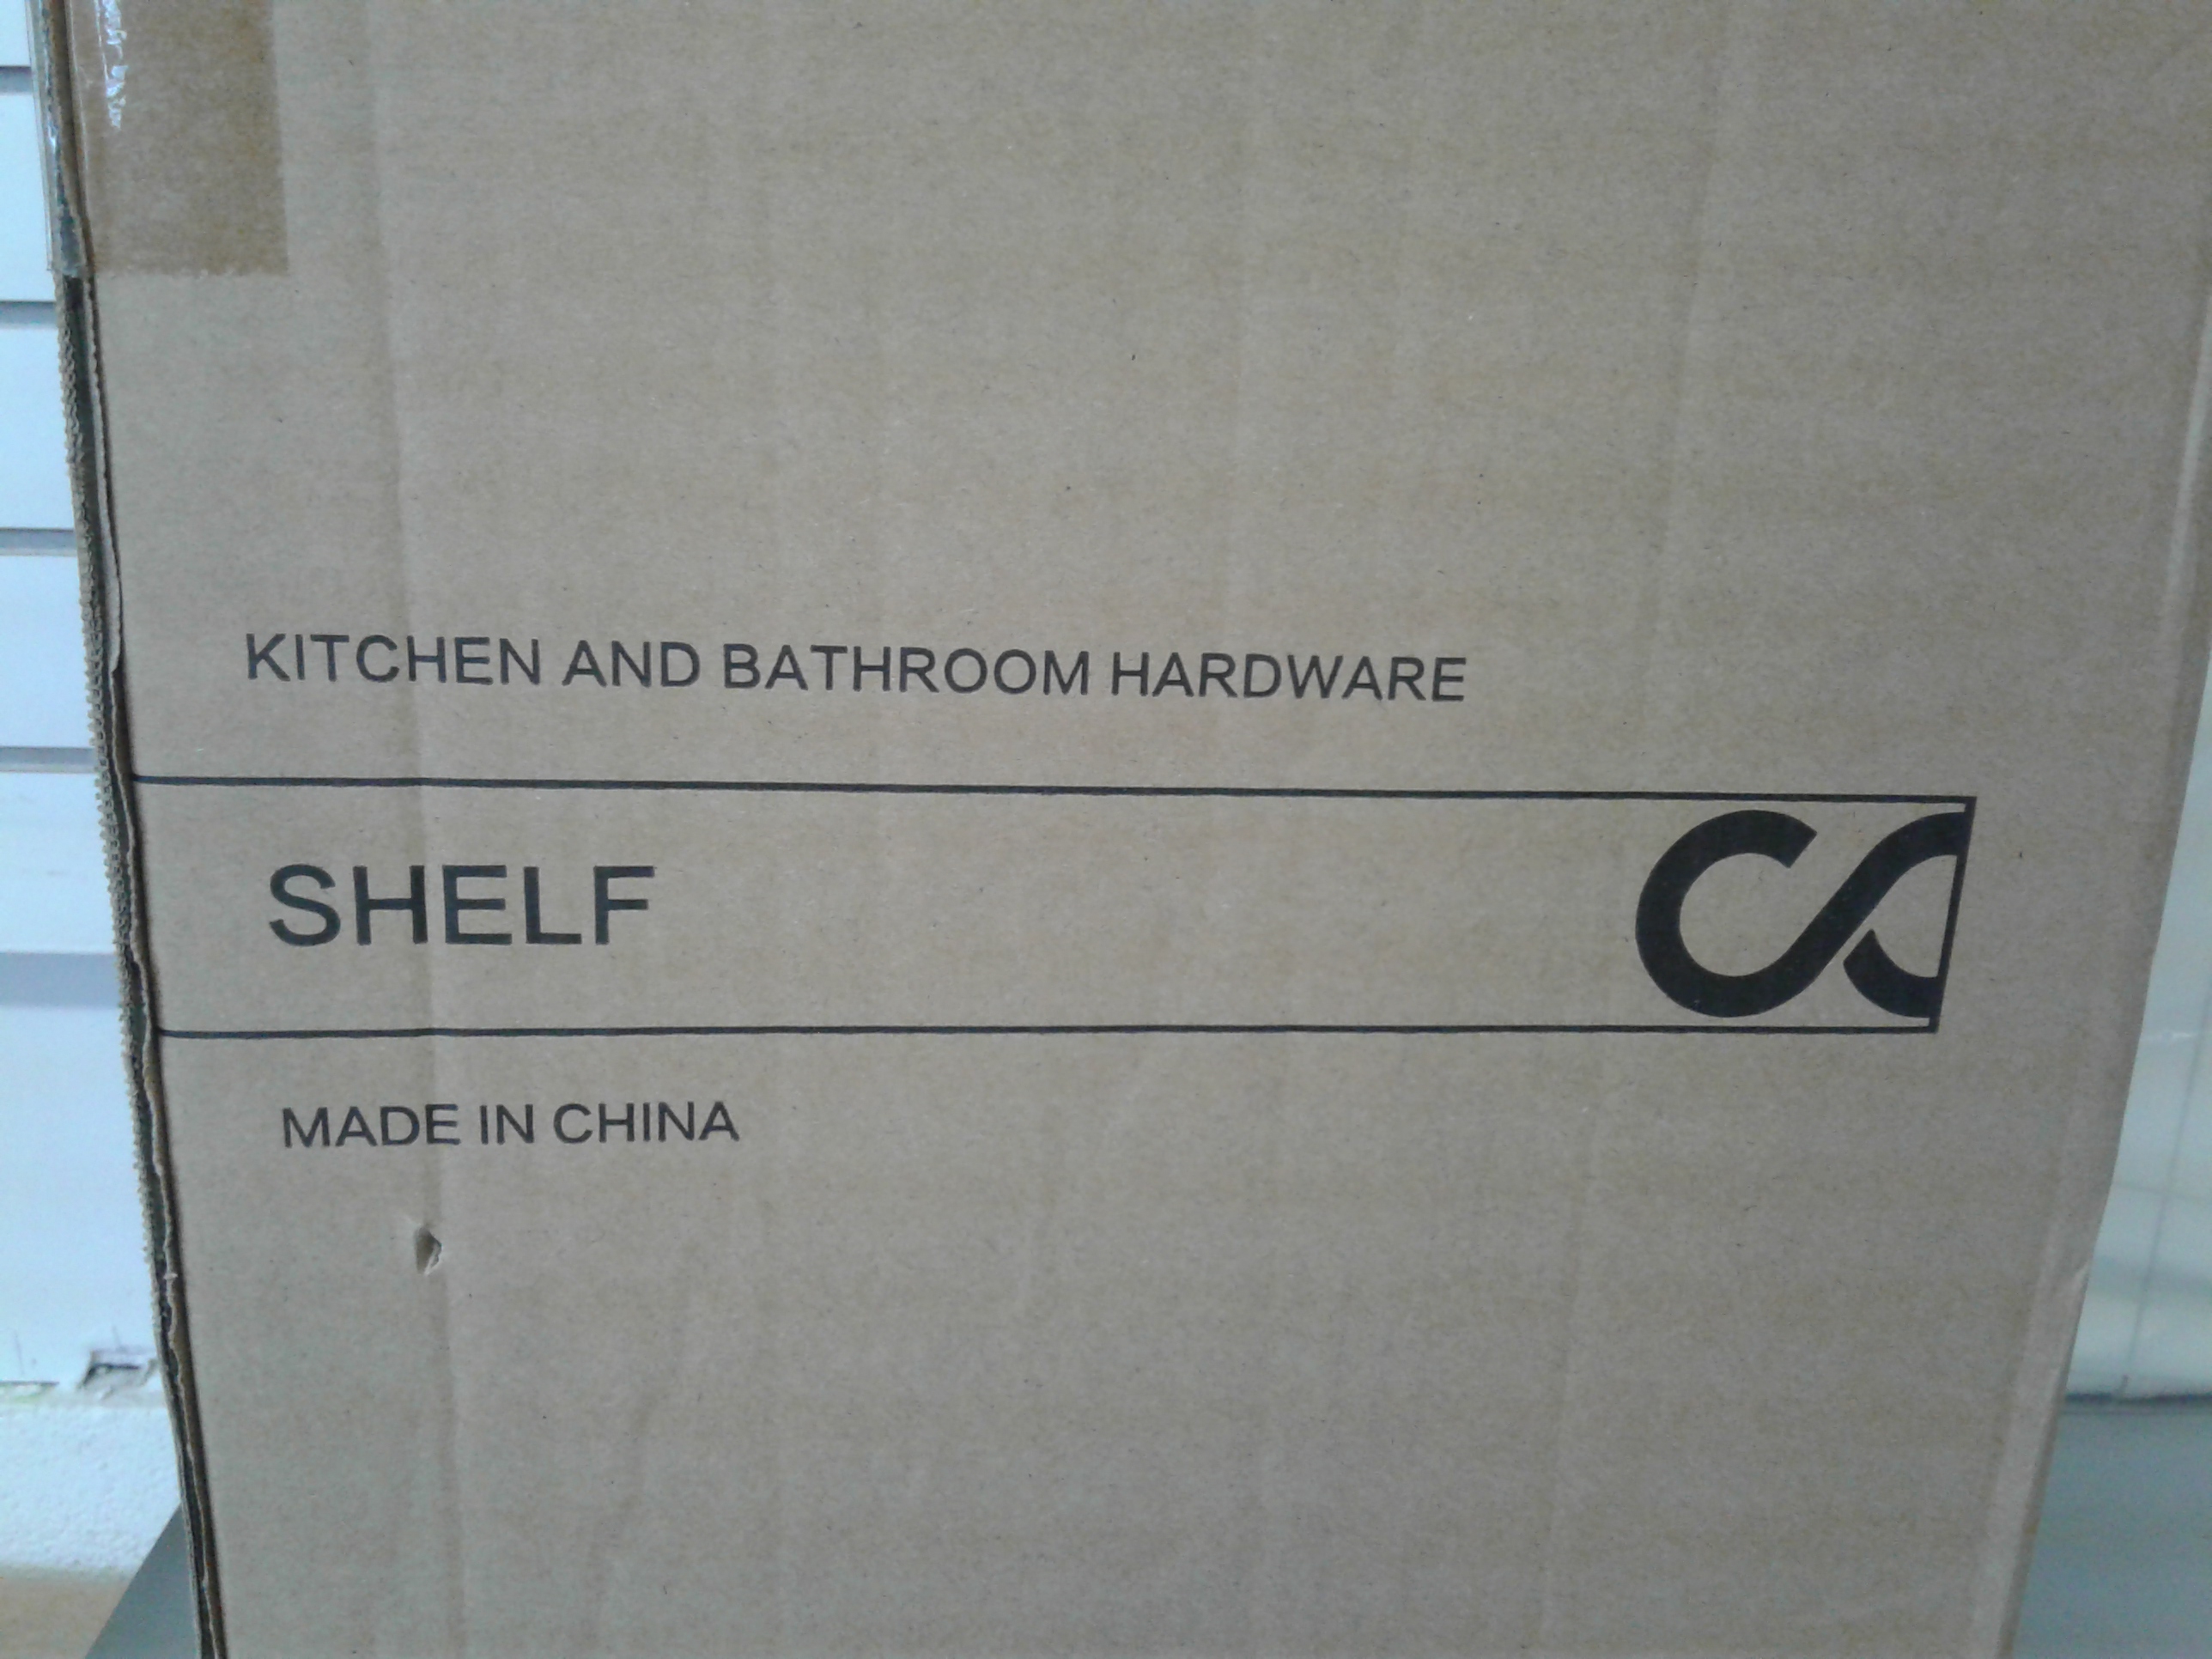 KITCHEN AND BATHROOM HARDWARE
SHELF
MADE IN CHINA